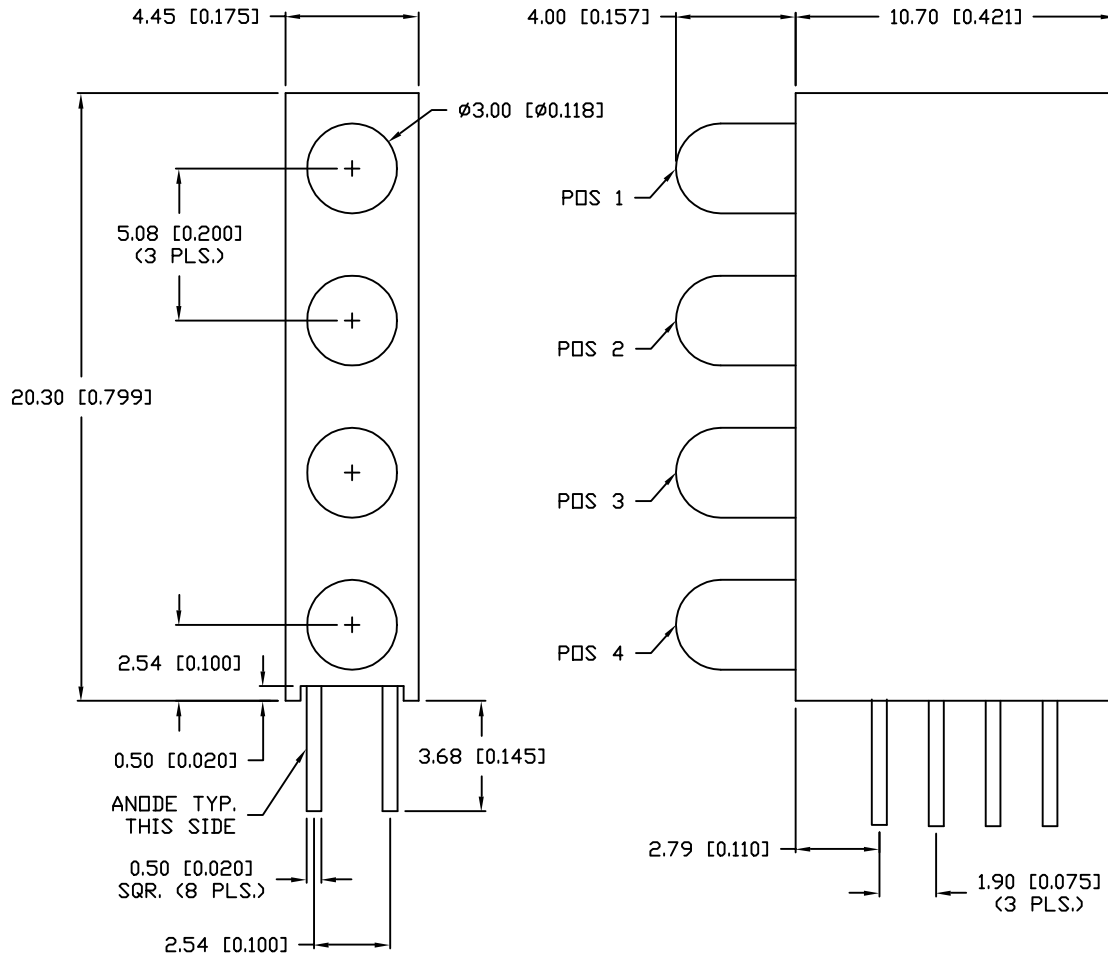 4.45 [0.175]
4.00 [0.157]
10.70 [0.421]
ø3.00 [ø0.118]
POS 1
5.08 [0.200]
(3 PLS.)
POS 2
20.30 [0.799]
POS 3
POS 4
2.54 [0.100]
0.50 [0.020]
3.68 [0.145]
ANODE TYP.
THIS SIDE
2.79 [0.110]
0.50 [0.020]
SQR. (8 PLS.)
1.90 [0.075]
(3 PLS.)
2.54 [0.100]